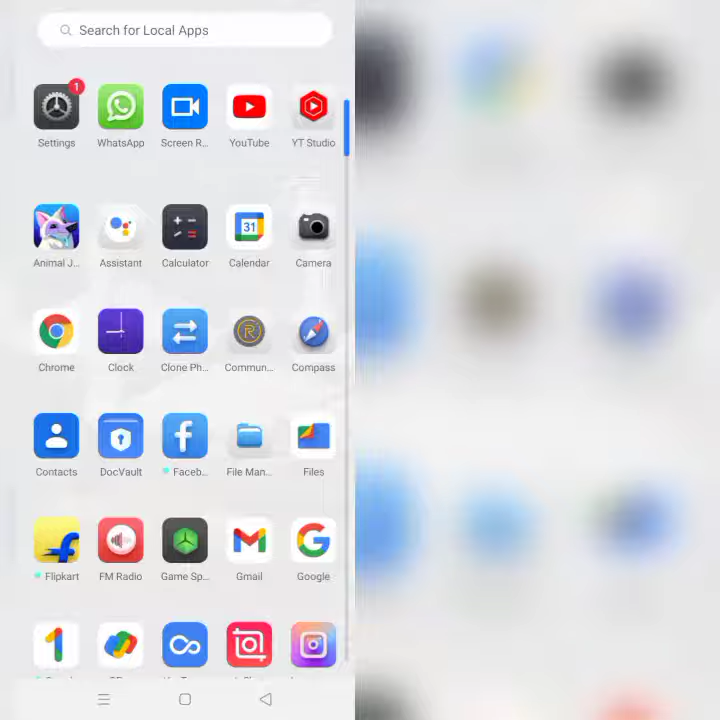 Search for Local Apps
1
Settings WhatsApp Screen R... YouTube YT Studio
31
Animal J... Assistant Calculator Calendar Camera
R
Chrome Clock Clone Ph... Commun... Compass
Contacts DocVault Faceb... File Man... Files
Flipkart FM Radio Game Sp... Gmail Google